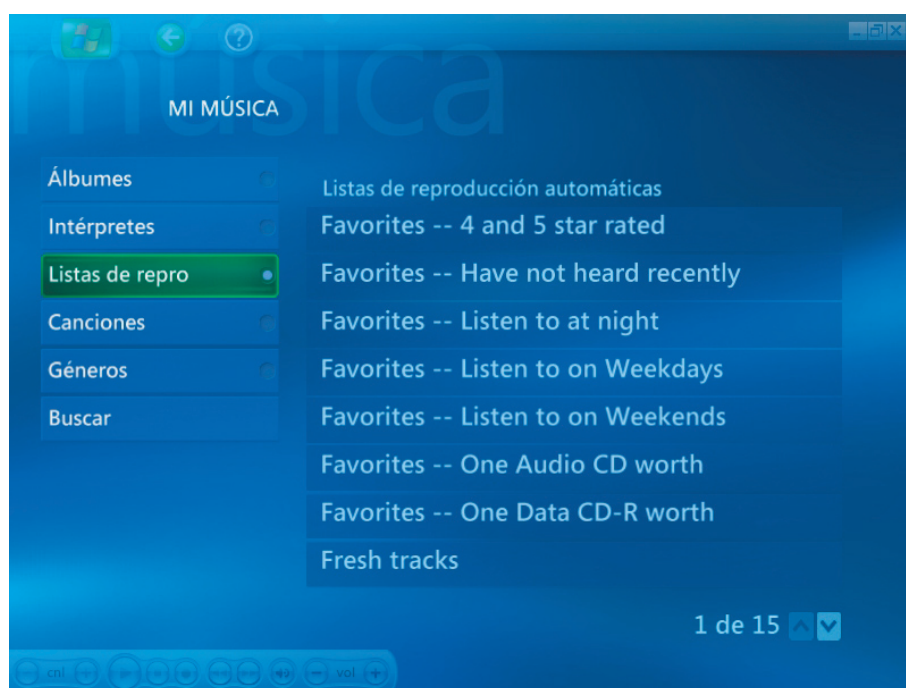 música
MI MÚSICA
Álbumes
Intérpretes
Listas de repro
Canciones
Géneros
Buscar
Listas de reproducción automáticas
Favorites -- 4 and 5 star rated
Favorites -- Have not heard recently
Favorites -- Listen to at night
Favorites -- Listen to on Weekdays
Favorites -- Listen to on Weekends
Favorites -- One Audio CD worth
Favorites -- One Data CD-R worth
Fresh tracks
1 de 15
cnl
vol